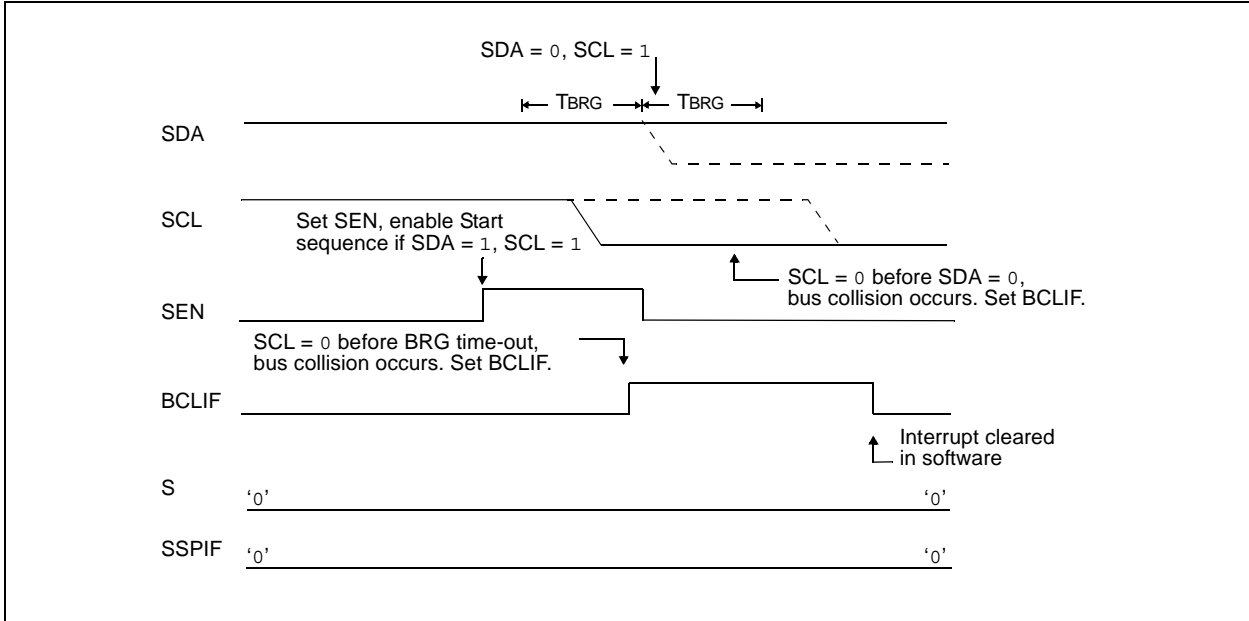 SDA = 0, SCL = 1
TBRG TBRG
SDA
SCL
Set SEN, enable Start
sequence if SDA = 1, SCL = 1
SCL = 0 before SDA = 0,
bus collision occurs. Set BCLIF.
SEN
SCL = 0 before BRG time-out,
bus collision occurs. Set BCLIF.
BCLIF
Interrupt cleared
in software
S
‘0’ ‘0’
SSPIF ‘0’ ‘0’